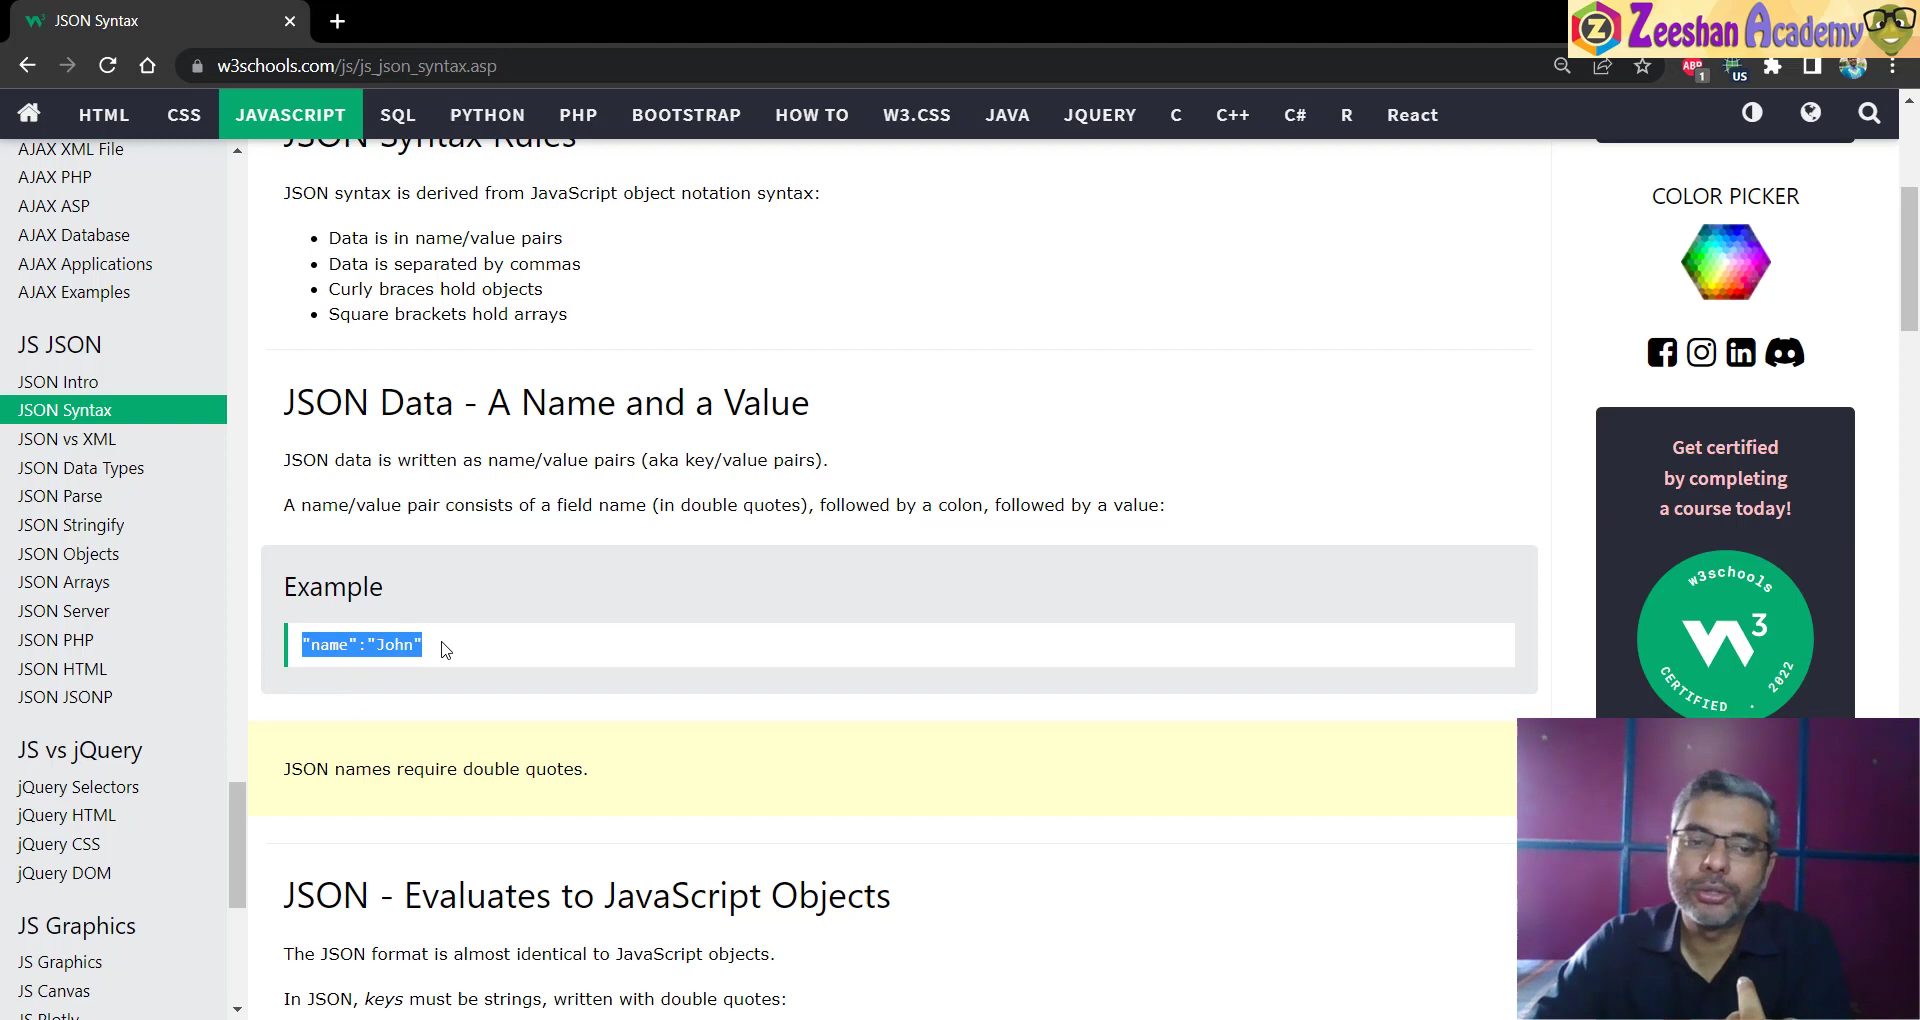 JSON Syntax
Zeeshan Academy
w3schools.com/js/js_json_syntax.asp
ABP
1
US
HTML
CSS
JAVASCRIPT
SQL
PYTHON
PHP
BOOTSTRAP
HOW TO
W3.CSS
JAVA
JQUERY
C
C++
C#
R
React
AJAX XML File
AJAX PHP
AJAX ASP
AJAX Database
AJAX Applications
AJAX Examples
JS JSON
JSON Intro
JSON Syntax
JSON vs XML
JSON Data Types
JSON Parse
JSON Stringify
JSON Objects
JSON Arrays
JSON Server
JSON PHP
JSON HTML
JSON JSONP
JS vs jQuery
jQuery Selectors
jQuery HTML
jQuery CSS
jQuery DOM
JS Graphics
JS Graphics
JS Canvas
JS Plotly
JSON Syntax Rules
JSON syntax is derived from JavaScript object notation syntax:
Data is in name/value pairs
Data is separated by commas
Curly braces hold objects
Square brackets hold arrays
JSON Data - A Name and a Value
JSON data is written as name/value pairs (aka key/value pairs).
A name/value pair consists of a field name (in double quotes), followed by a colon, followed by a value:
Example
"name":"John"
JSON names require double quotes.
JSON - Evaluates to JavaScript Objects
The JSON format is almost identical to JavaScript objects.
In JSON, keys must be strings, written with double quotes:
COLOR PICKER
Get certified
by completing
a course today!
w3schools
W3
CERTIFIED . 2022